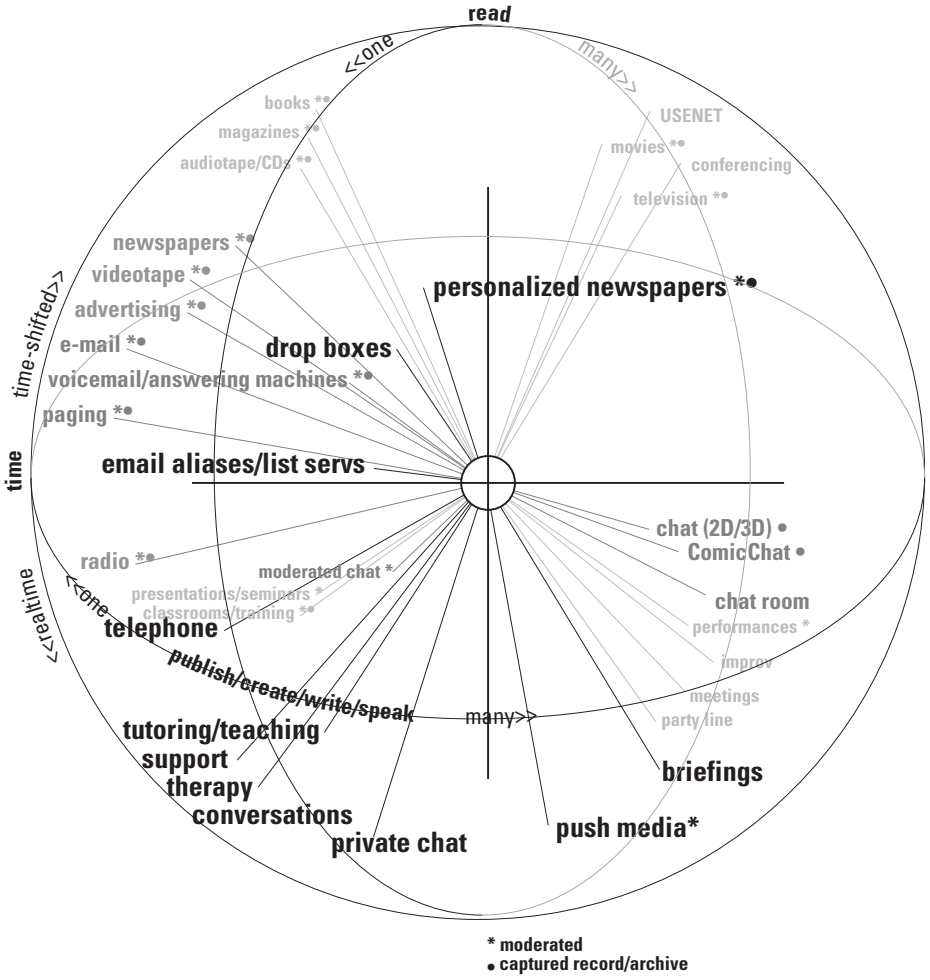 read
<<one
many>>
books *•
USENET
magazines *•
movies *•
audiotape/CDs *•
conferencing
television *•
newspapers *•
videotape *•
personalized newspapers *•
time-shifted>>
advertising *•
e-mail *•
drop boxes
voicemail/answering machines *•
paging *•
time
email aliases/list servs
chat (2D/3D) •
ComicChat •
radio *•
moderated chat *
<<realtime
<<one
presentations/seminars *
chat room
classrooms/training *•
telephone
performances *
improv
publish/create/write/speak
meetings
many>>
party line
tutoring/teaching
support
briefings
therapy
conversations
push media*
private chat
* moderated
• captured record/archive